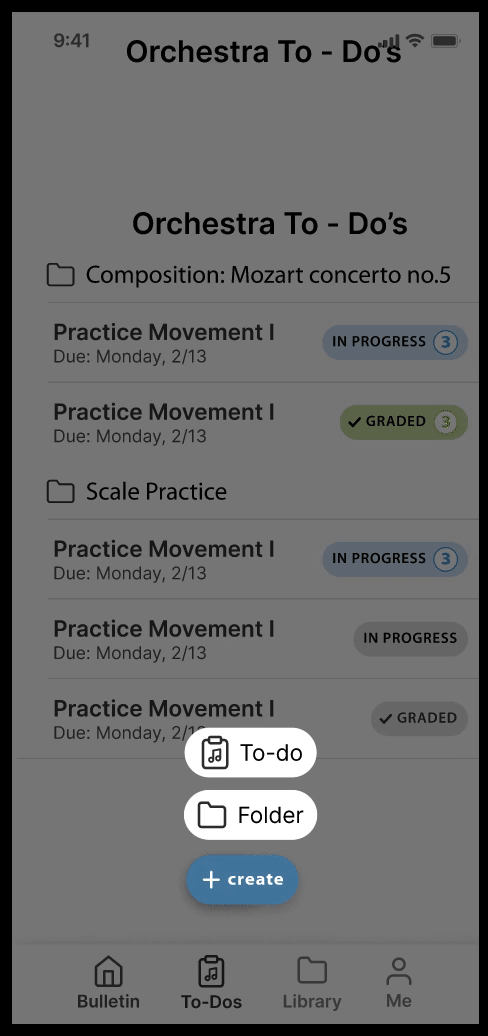 9:41
Orchestra To - Do's
Orchestra To - Do's
Composition: Mozart concerto no.5
Practice Movement I
IN PROGRESS 3
Due: Monday, 2/13
Practice Movement I
GRADED 3
Due: Monday, 2/13
Scale Practice
Practice Movement I
IN PROGRESS 3
Due: Monday, 2/13
Practice Movement I
IN PROGRESS
Due: Monday, 2/13
Practice Movement I
GRADED
Due: Monday,
To-do
Folder
+ create
Bulletin To-Dos Library Me